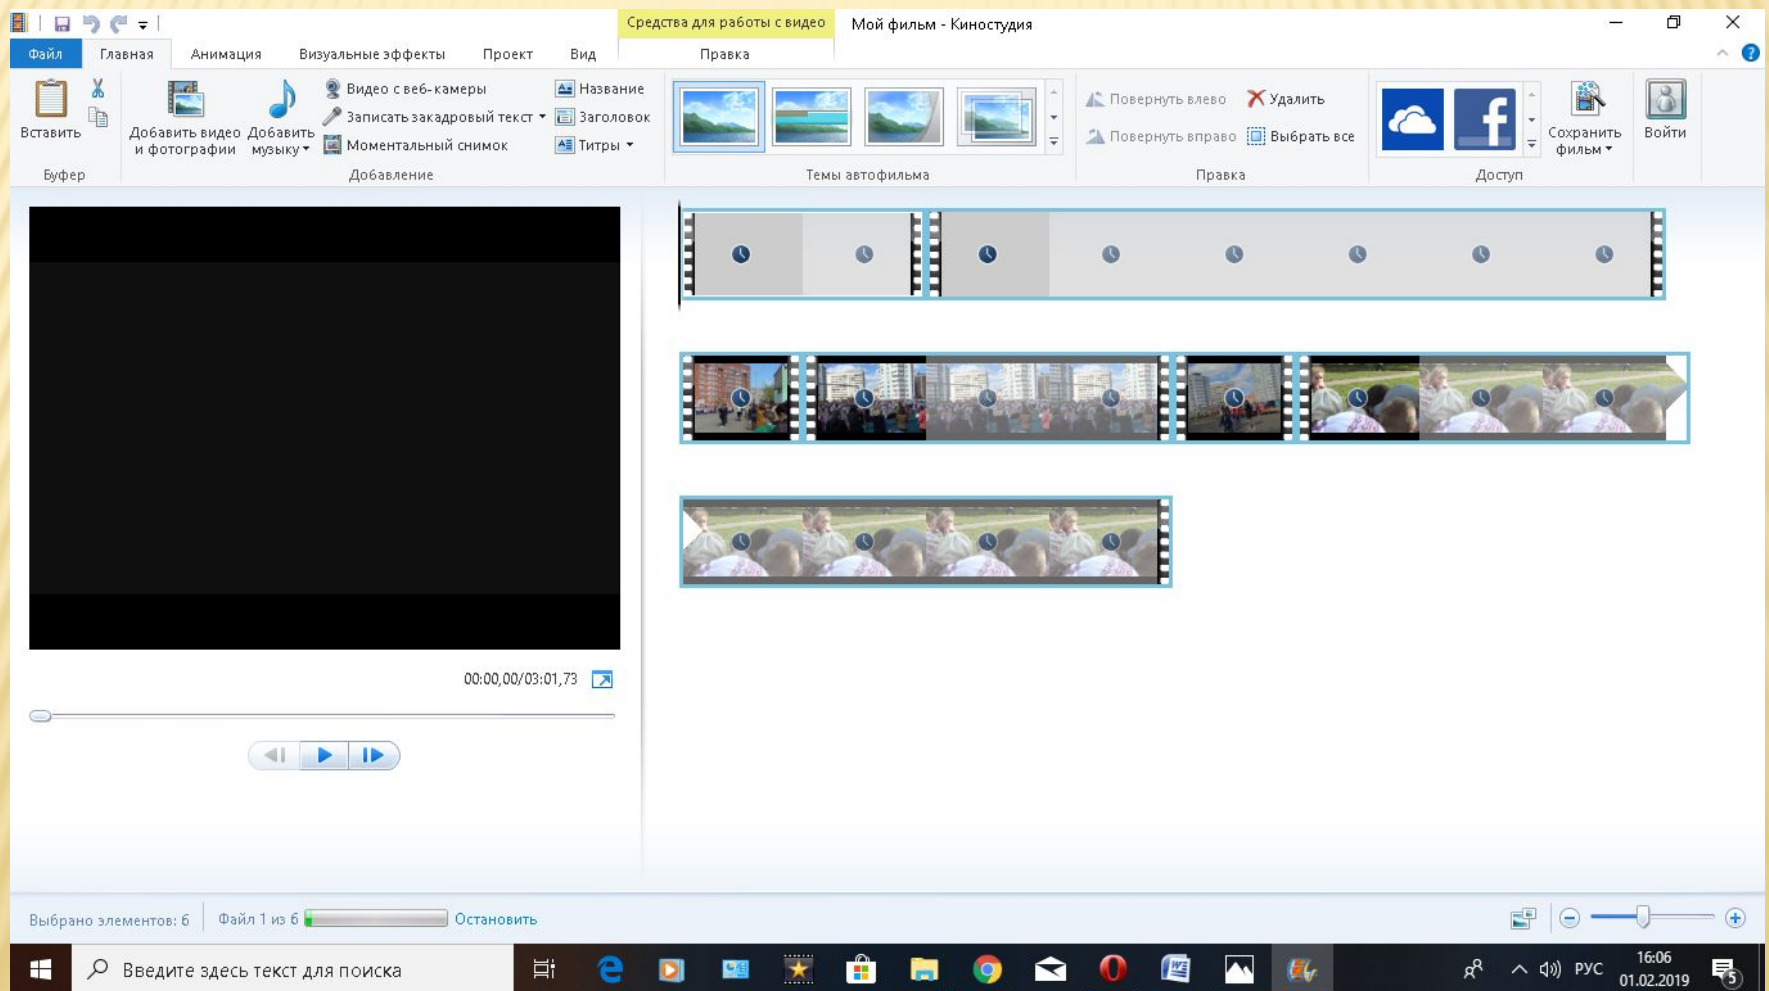 Средства для работы с видео
Мой фильм - Киностудия
Файл
Главная
Анимация
Визуальные эффекты
Проект
Вид
Правка
Вставить
Добавить видео и фотографии
Добавить музыку
Видео с веб-камеры
Записать закадровый текст
Моментальный снимок
Название
Заголовок
Титры
Повернуть влево
Удалить
Повернуть вправо
Выбрать все
Сохранить фильм
Войти
Буфер
Добавление
Темы автофильма
Правка
Доступ
00:00,00/03:01,73
Выбрано элементов: 6
Файл 1 из 6
Остановить
Введите здесь текст для поиска
РУС
16:06
01.02.2019
5